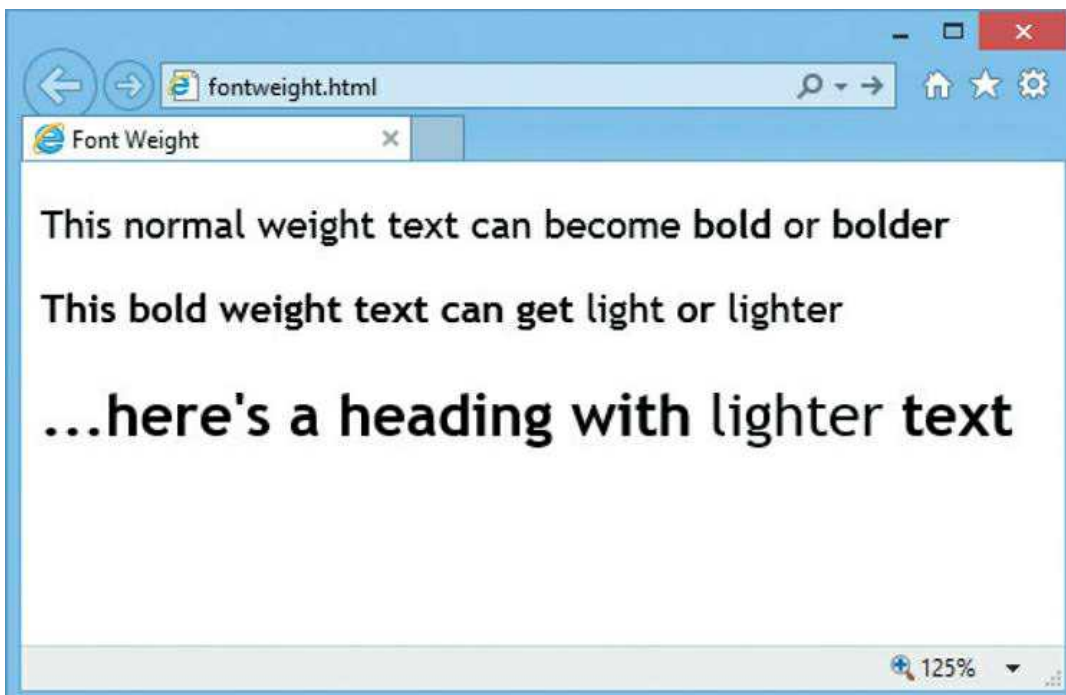 fontweight.html
Font Weight
This normal weight text can become bold or bolder
This bold weight text can get light or lighter
...here's a heading with lighter text
125%